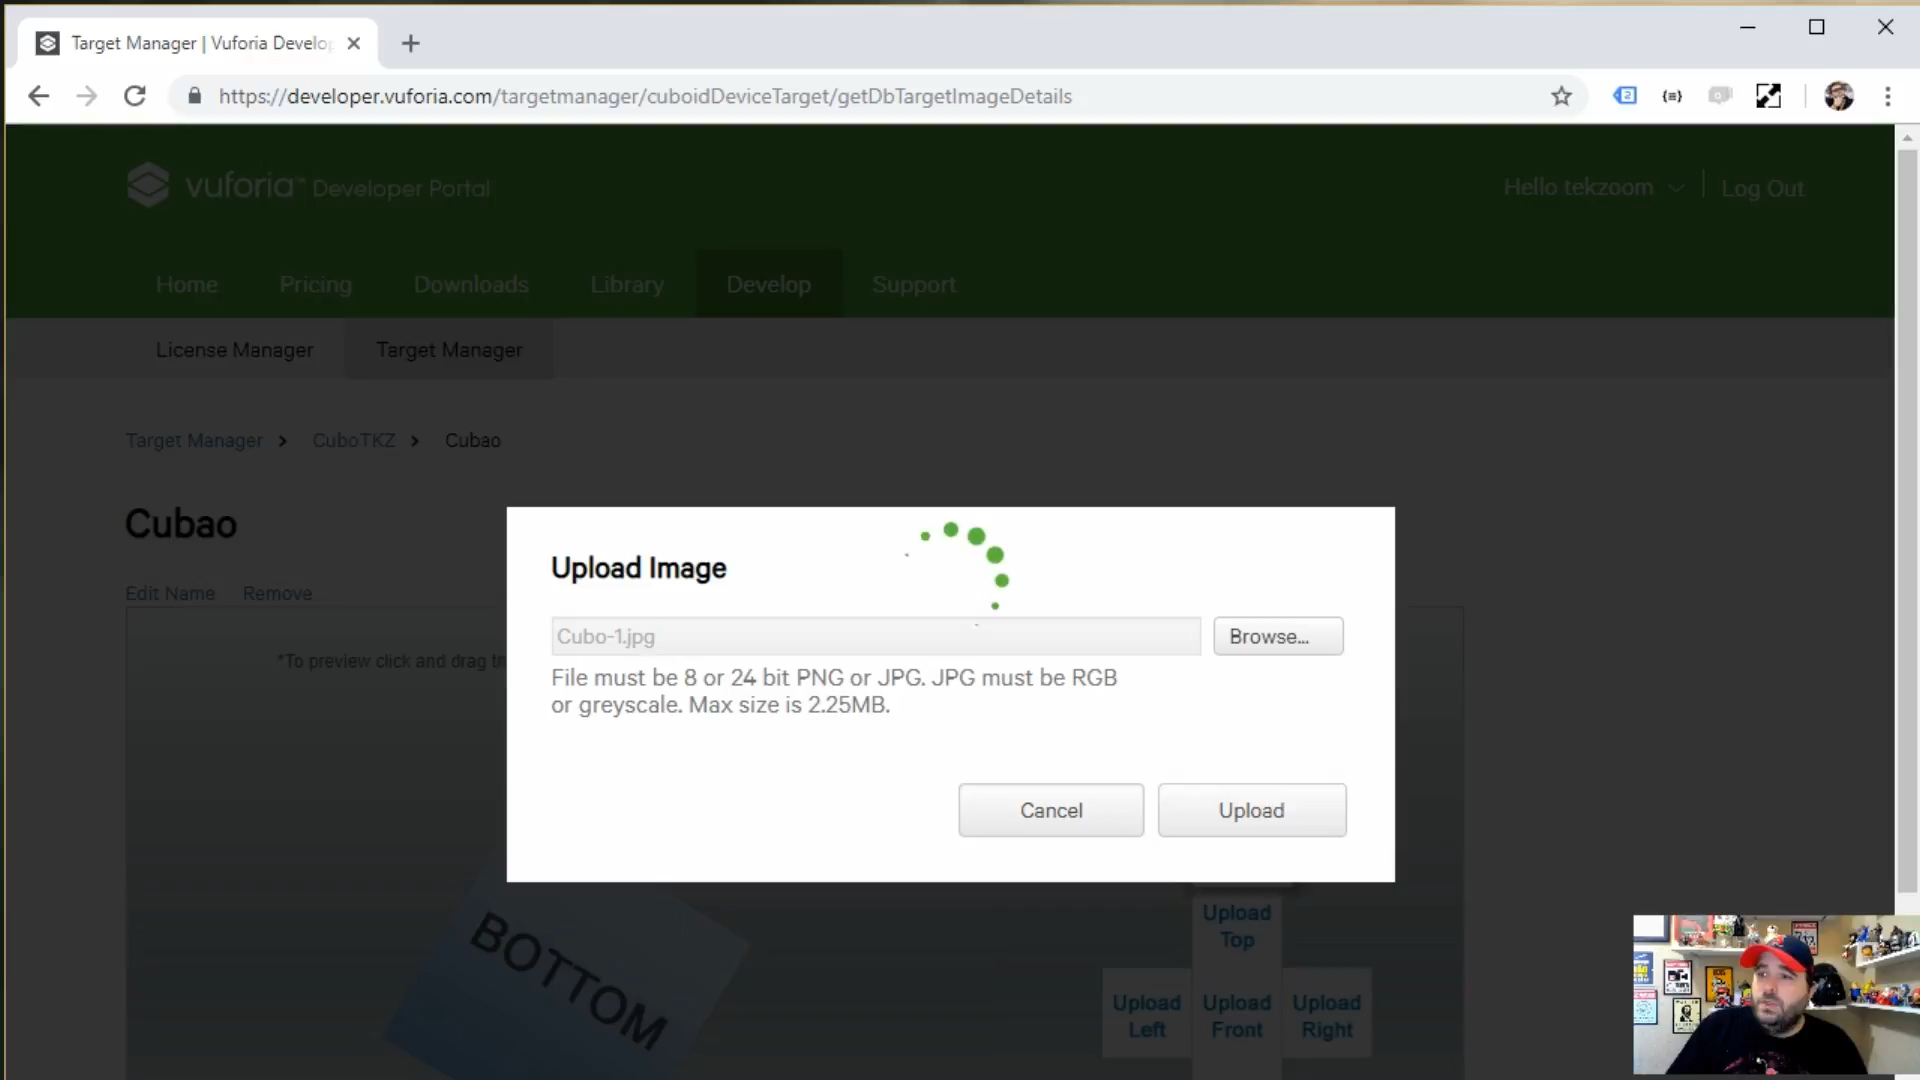 Target Manager | Vuforia Develo
https://developer.vuforia.com/targetmanager/cuboidDeviceTarget/getDbTargetImageDetails
vuforia™ Developer Portal
Hello tekzoom
Log Out
Home
Pricing
Downloads
Library
Develop
Support
License Manager
Target Manager
Target Manager > CuboTKZ > Cubao
Cubao
Edit Name
Remove
*To preview click and drag
Upload Image
Cubo-1.jpg
Browse...
File must be 8 or 24 bit PNG or JPG. JPG must be RGB
or greyscale. Max size is 2.25MB.
Cancel
Upload
BOTTOM
Upload
Top
Upload
Left
Upload
Front
Upload
Right